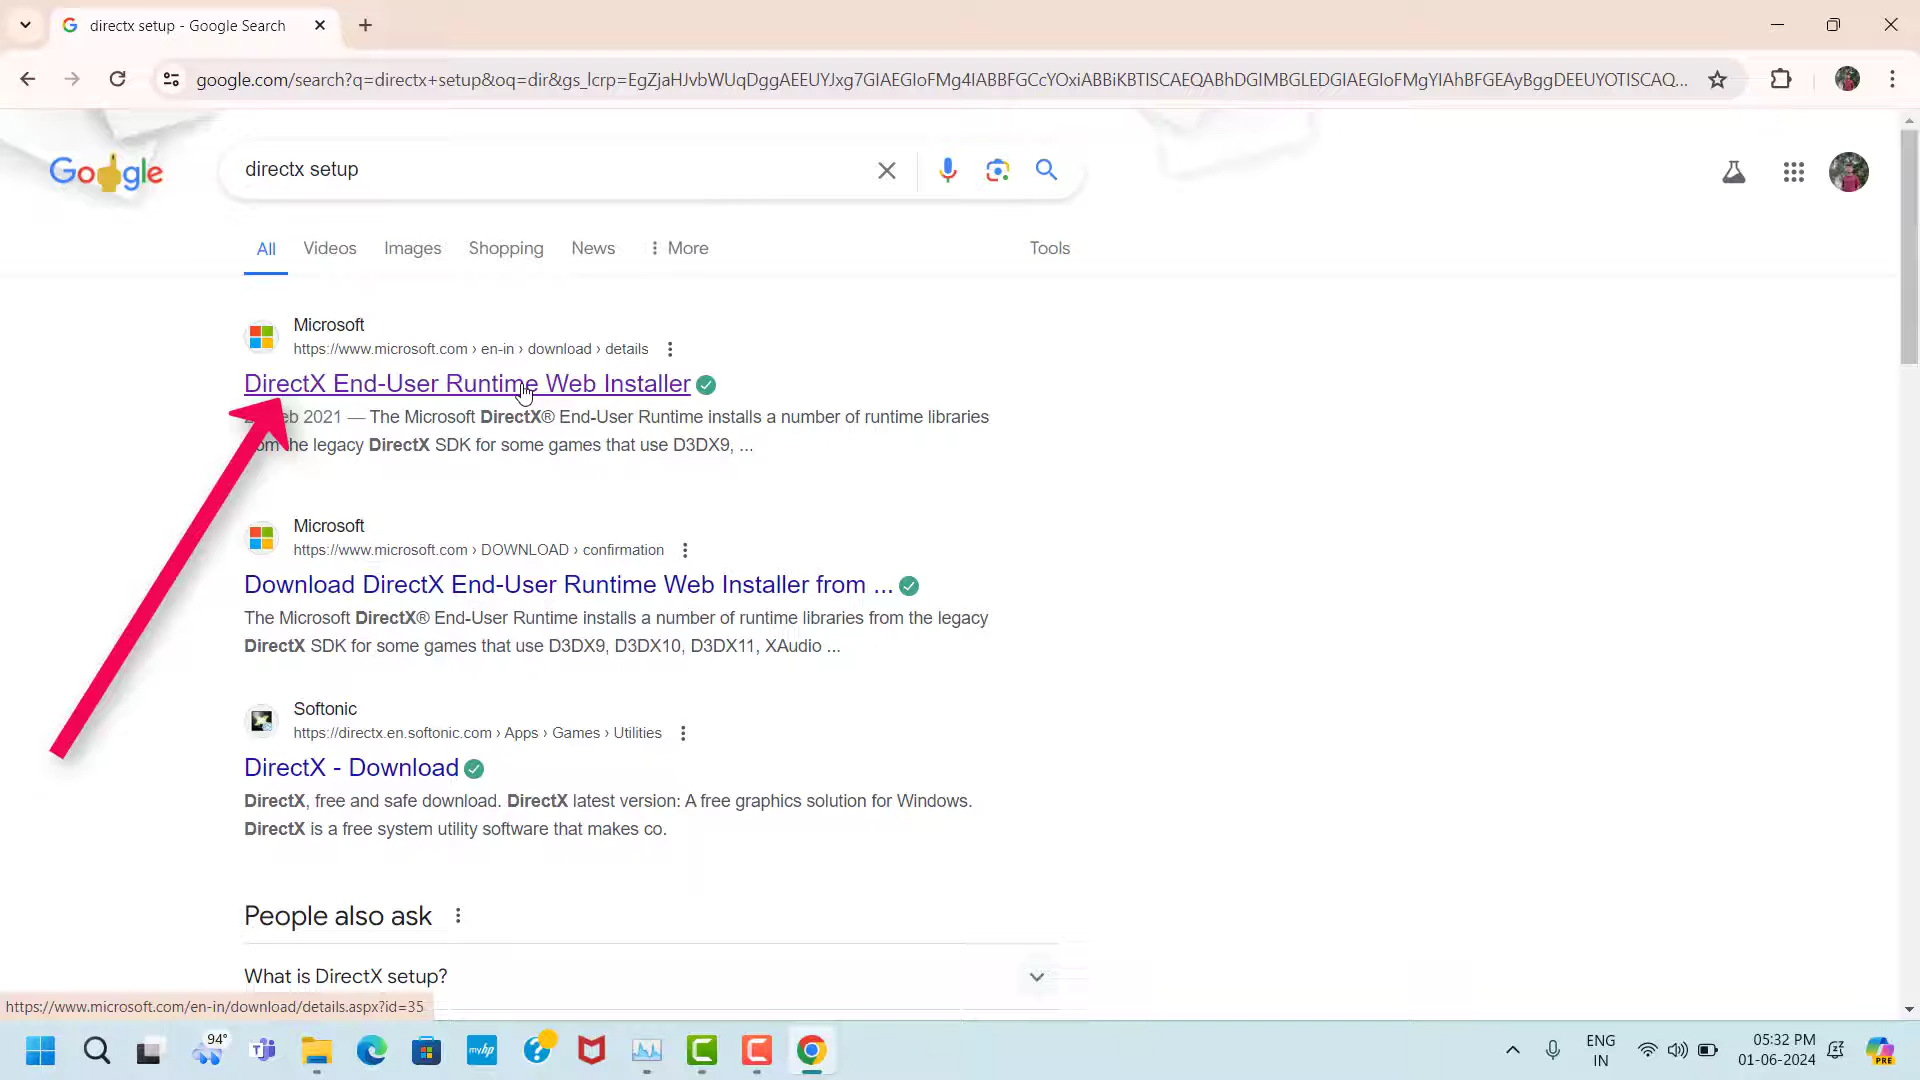 directx setup - Google Search
google.com/search?q=directx+setup&oq=dir&gs_lcrp=EgZjaHJvbWUqDggAEEUYJxg7GIAEGIoFMg4IABBFGCcYOxiABBiKBTISCAEQABhDGIMBGLEDGIAEGIoFMgYIAhBFGEAyBggDEEUYOTISCAQ...
Google
directx setup
All Videos Images Shopping News More Tools
Microsoft
https://www.microsoft.com › en-in › download › details
DirectX End-User Runtime Web Installer
eb 2021 — The Microsoft DirectX® End-User Runtime installs a number of runtime libraries
om the legacy DirectX SDK for some games that use D3DX9, ...
Microsoft
https://www.microsoft.com › DOWNLOAD › confirmation
Download DirectX End-User Runtime Web Installer from ...
The Microsoft DirectX® End-User Runtime installs a number of runtime libraries from the legacy
DirectX SDK for some games that use D3DX9, D3DX10, D3DX11, XAudio ...
Softonic
https://directx.en.softonic.com › Apps › Games › Utilities
DirectX - Download
DirectX, free and safe download. DirectX latest version: A free graphics solution for Windows.
DirectX is a free system utility software that makes co.
People also ask
What is DirectX setup?
https://www.microsoft.com/en-in/download/details.aspx?id=35
94°
myhp
ENG
IN
05:32 PM
01-06-2024
PRE